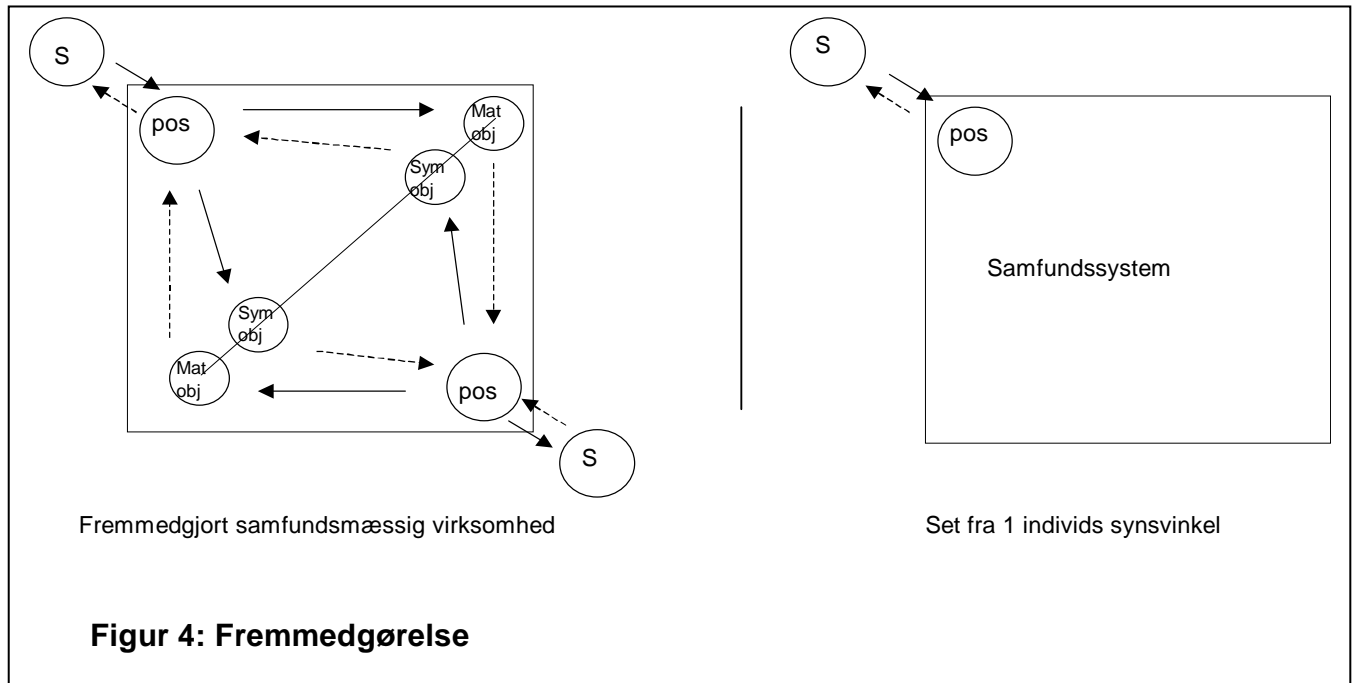 S
pos
Mat
obj
Sym
obj
Sym
obj
Mat
obj
pos
S
Fremmedgjort samfundsmæssig virksomhed
S
pos
Samfundssystem
Set fra 1 individs synsvinkel
Figur 4: Fremmedgørelse